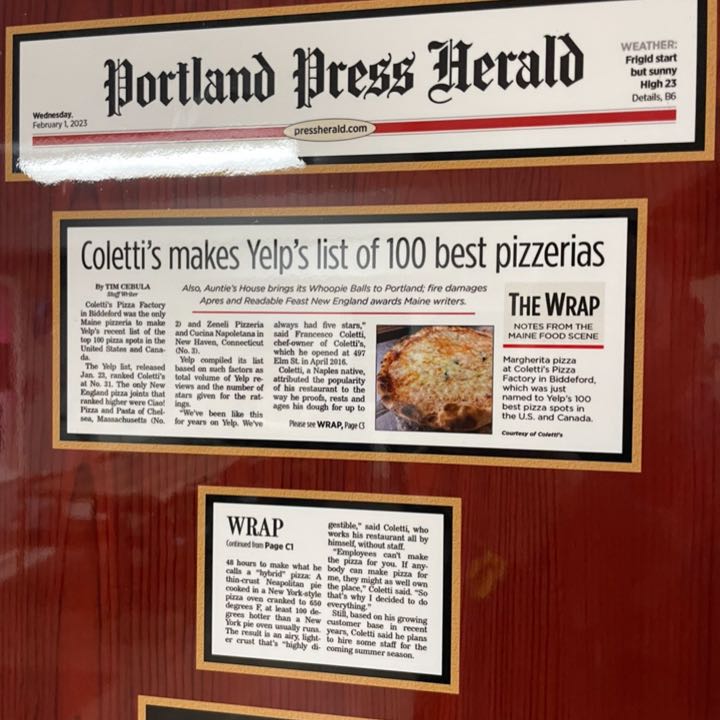 Portland Press Herald
Wednesday,
February 1, 2023
pressherald.com
WEATHER:
Frigid start
but sunny
High 23
Details, B6
Coletti's makes Yelp's list of 100 best pizzerias
By TIM CEBULA
Staff Writer
Also, Auntie's House brings its Whoopie Balls to Portland; fire damages
Apres and Readable Feast New England awards Maine writers.
Coletti's Pizza Factory
in Biddeford was the only
Maine pizzeria to make
Yelp's recent list of the
top 100 pizza spots in the
United States and Cana-
da.
The Yelp list, released
Jan. 23, ranked Coletti's
at No. 31. The only New
England pizza joints that
ranked higher were Ciao!
Pizza and Pasta of Chel-
sea, Massachusetts (No.
2) and Zeneli Pizzeria
and Cucina Napoletana in
New Haven, Connecticut
(No. 3).
Yelp compiled its list
based on such factors as
total volume of Yelp re-
views and the number of
stars given for the rat-
ings.
"We've been like this
for years on Yelp. We've
always had five stars,"
said Francesco Coletti,
chef-owner of Coletti's,
which he opened at 497
Elm St. in April 2016.
Coletti, a Naples native,
attributed the popularity
of his restaurant to the
way he proofs, rests and
ages his dough for up to
Please see WRAP, Page C3
THE WRAP
NOTES FROM THE
MAINE FOOD SCENE
Margherita pizza
at Coletti's Pizza
Factory in Biddeford,
which was just
named to Yelp's 100
best pizza spots in
the U.S. and Canada.
Courtesy of Coletti's
WRAP
Continued from Page C1
48 hours to make what he
calls a "hybrid" pizza: A
thin-crust Neapolitan pie
cooked in a New York-style
pizza oven cranked to 650
degrees F, at least 100 de-
grees hotter than a New
York pie oven usually runs.
The result is an airy, light-
er crust that's "highly di-
gestible," said Coletti, who
works his restaurant all by
himself, without staff.
"Employees can't make
the pizza for you. If any-
body can make pizza for
me, they might as well own
the place," Coletti said. "So
that's why I decided to do
everything."
Still, based on his growing
customer base in recent
years, Coletti said he plans
to hire some staff for the
coming summer season.